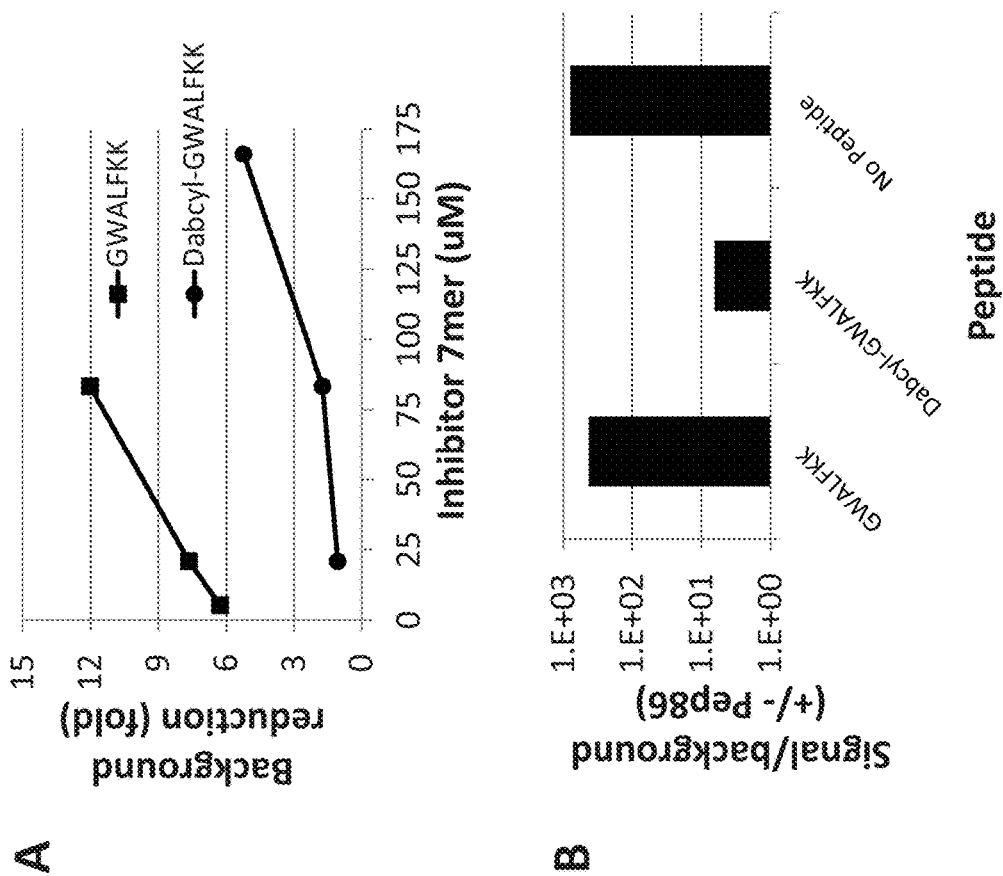 A
Background
reduction (fold)
15
12
9
6
3
0
GWALFKK
Dabcyl-GWALFKK
0 25 50 75 100 125 150 175
Inhibitor 7mer (uM)
B
Signal/background
(+/- Pep86)
1.E+03
1.E+02
1.E+01
1.E+00
GWALFKK
Dabcyl-GWALFKK
No Peptide
Peptide